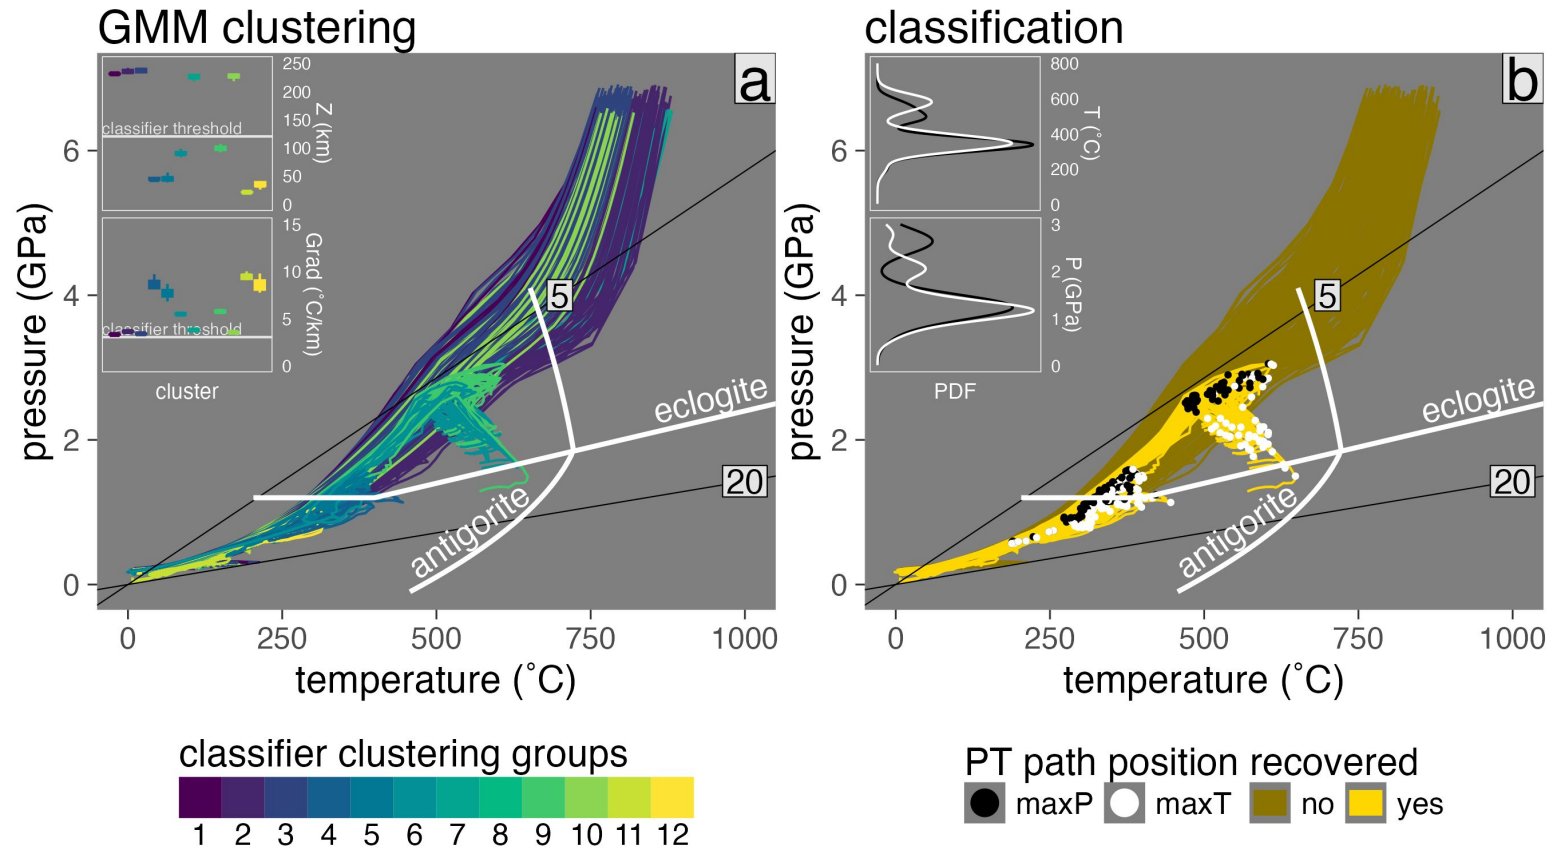 GMM clustering
classification
a
250
200
150
100
50
0
Z (km)
classifier threshold
15
10
5
0
Grad (˚C/km)
classifier threshold
cluster
6
4
2
0
pressure (GPa)
5
20
eclogite
antigorite
0
250
500
750
1000
temperature (˚C)
b
800
600
400
200
0
T (˚C)
3
2
1
0
P (GPa)
PDF
6
4
2
0
pressure (GPa)
5
20
eclogite
antigorite
0
250
500
750
1000
temperature (˚C)
classifier clustering groups
1 2 3 4 5 6 7 8 9 10 11 12
PT path position recovered
maxP maxT no yes